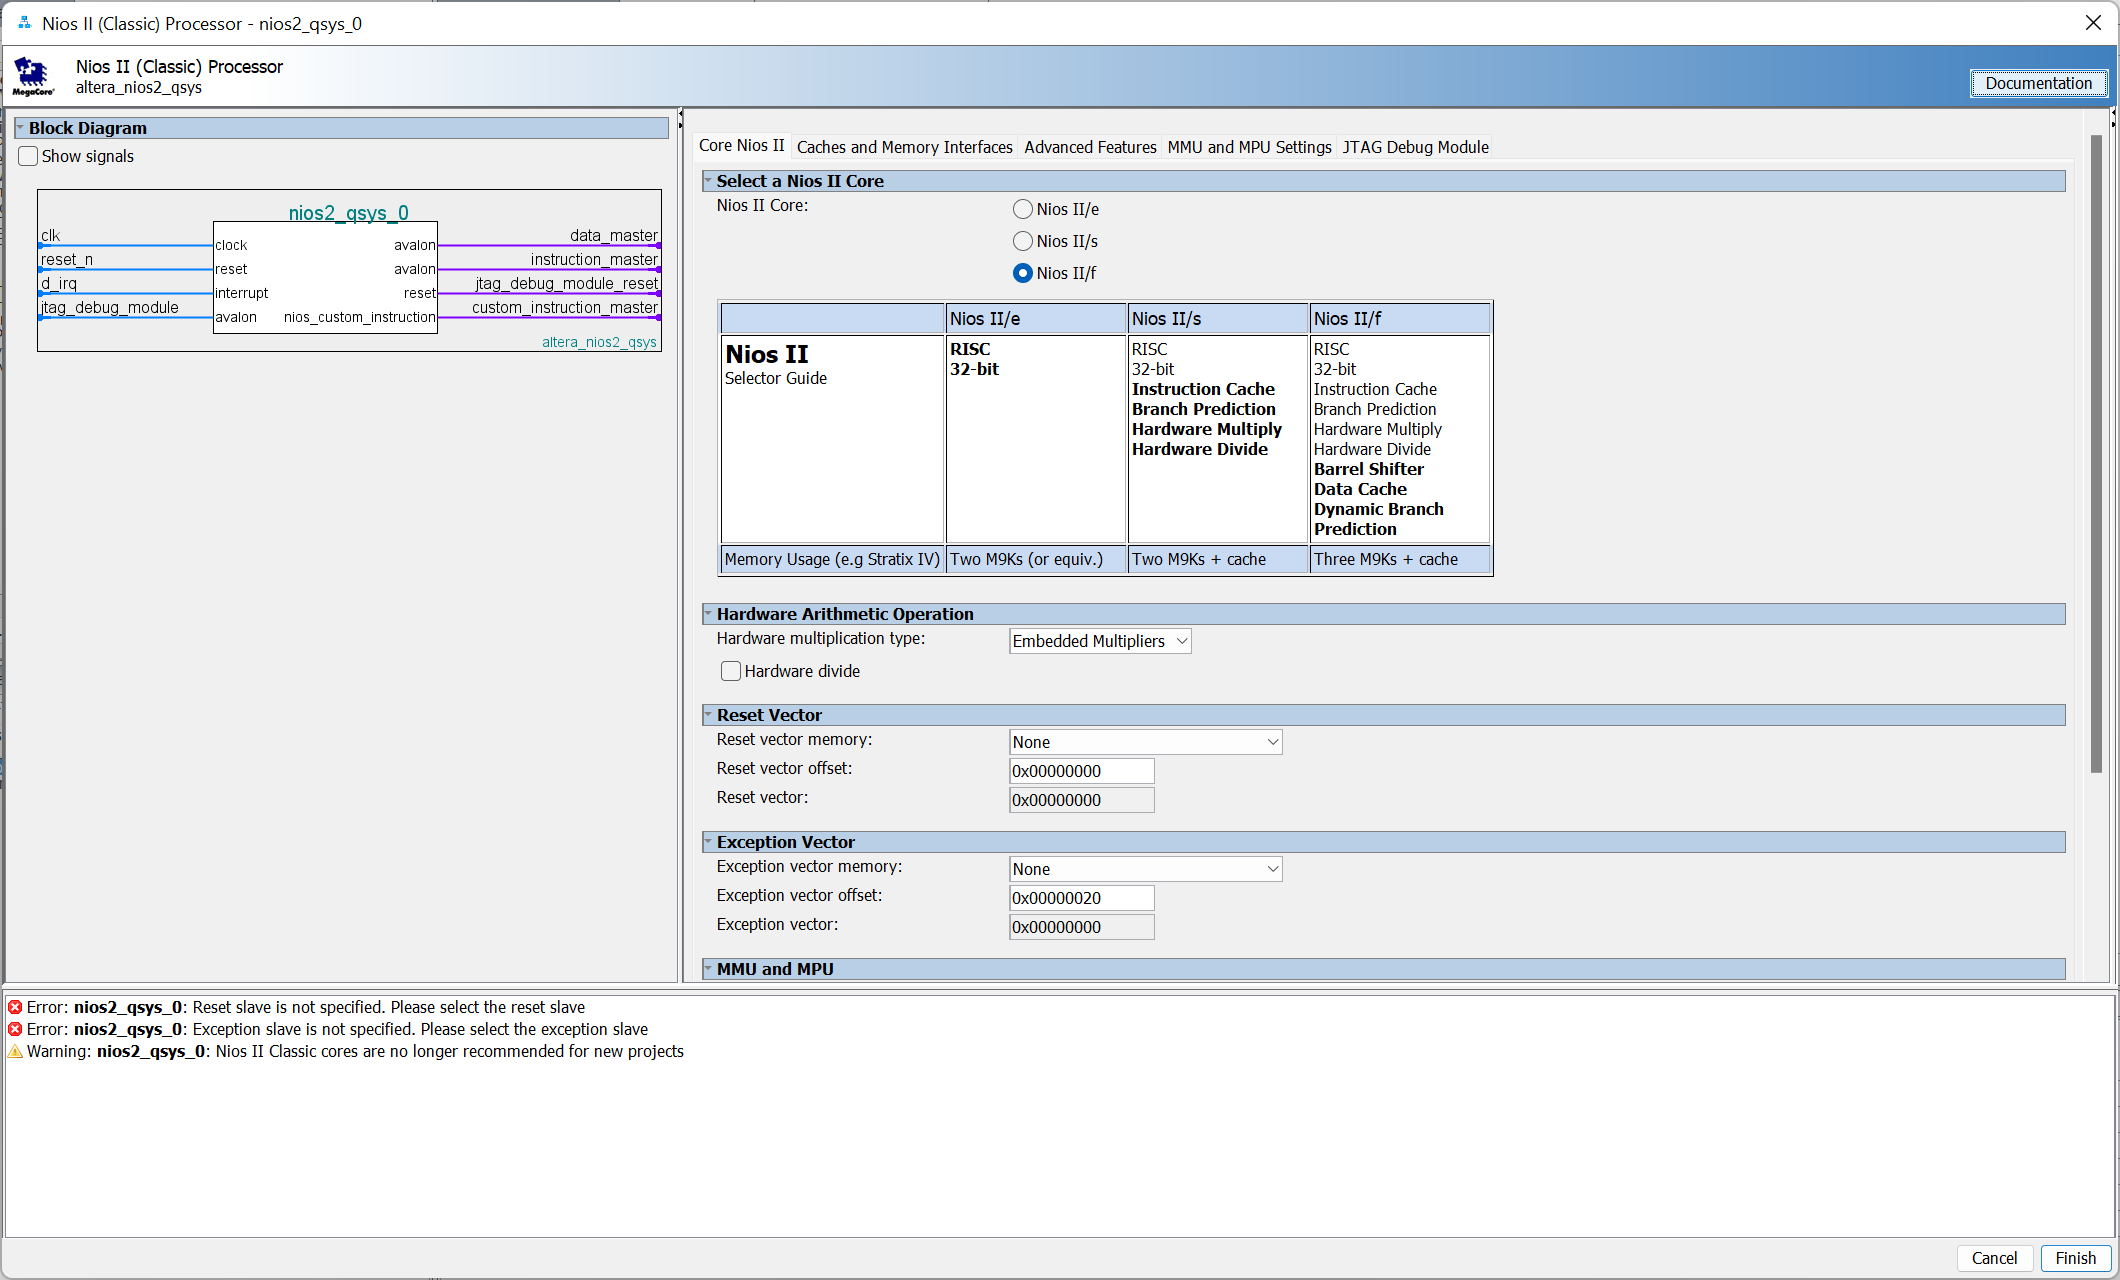 Nios II (Classic) Processor - nios2_qsys_0
Nios II (Classic) Processor
altera_nios2_qsys
MegaCore®
Documentation
Block Diagram
Show signals
nios2_qsys_0
clk
reset_n
d_irq
jtag_debug_module
clock
reset
interrupt
avalon
avalon
avalon
reset
nios_custom_instruction
data_master
instruction_master
jtag_debug_module_reset
custom_instruction_master
altera_nios2_qsys
Core Nios II Caches and Memory Interfaces Advanced Features MMU and MPU Settings JTAG Debug Module
Select a Nios II Core
Nios II Core:
Nios II/e
Nios II/s
Nios II/f
Nios II/e Nios II/s Nios II/f
Nios II
Selector Guide
RISC
32-bit
RISC
32-bit
Instruction Cache
Branch Prediction
Hardware Multiply
Hardware Divide
RISC
32-bit
Instruction Cache
Branch Prediction
Hardware Multiply
Hardware Divide
Barrel Shifter
Data Cache
Dynamic Branch
Prediction
Memory Usage (e.g Stratix IV) Two M9Ks (or equiv.) Two M9Ks + cache Three M9Ks + cache
Hardware Arithmetic Operation
Hardware multiplication type: Embedded Multipliers
Hardware divide
Reset Vector
Reset vector memory: None
Reset vector offset: 0x00000000
Reset vector: 0x00000000
Exception Vector
Exception vector memory: None
Exception vector offset: 0x00000020
Exception vector: 0x00000000
MMU and MPU
Error: nios2_qsys_0: Reset slave is not specified. Please select the reset slave
Error: nios2_qsys_0: Exception slave is not specified. Please select the exception slave
Warning: nios2_qsys_0: Nios II Classic cores are no longer recommended for new projects
Cancel Finish